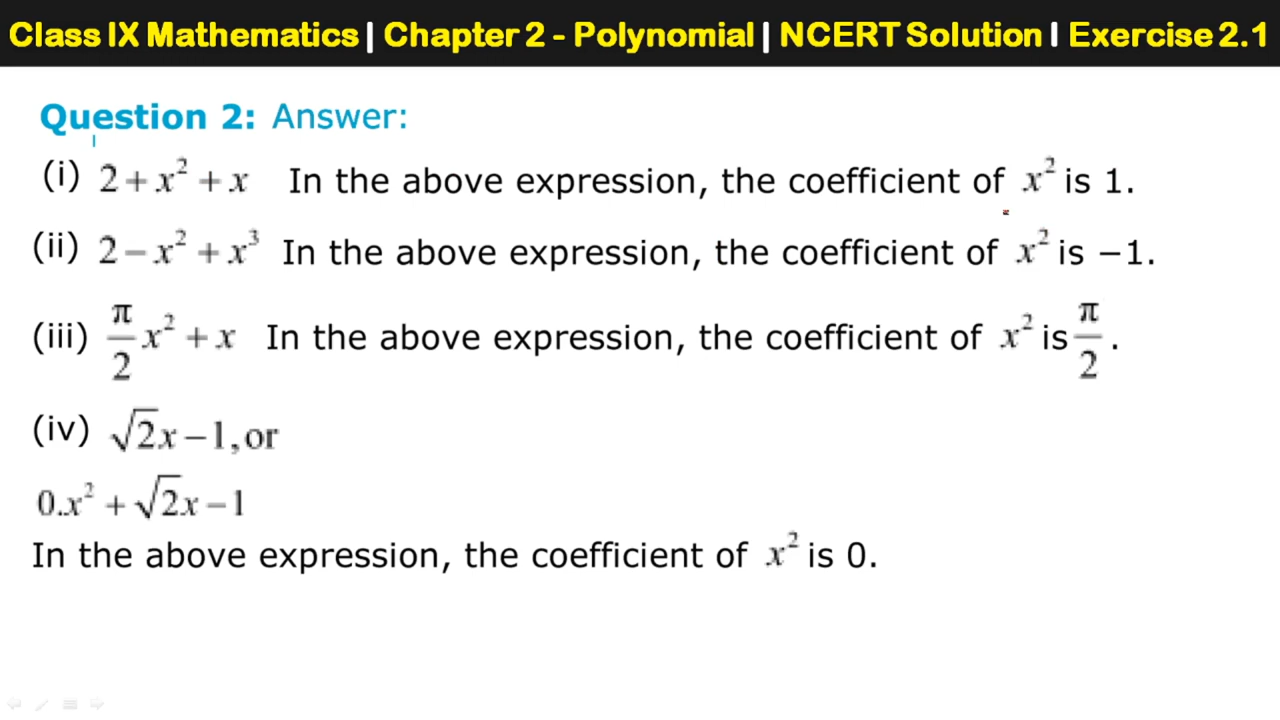 Class IX Mathematics | Chapter 2 - Polynomial | NCERT Solution l Exercise 2.1
Question 2: Answer:
(i) 2 + x² + x In the above expression, the coefficient of x² is 1.
(ii) 2 − x² + x³ In the above expression, the coefficient of x² is −1.
(iii) π/2 x² + x In the above expression, the coefficient of x² is π/2 .
(iv) √2x − 1, or
0.x² + √2x − 1
In the above expression, the coefficient of x² is 0.